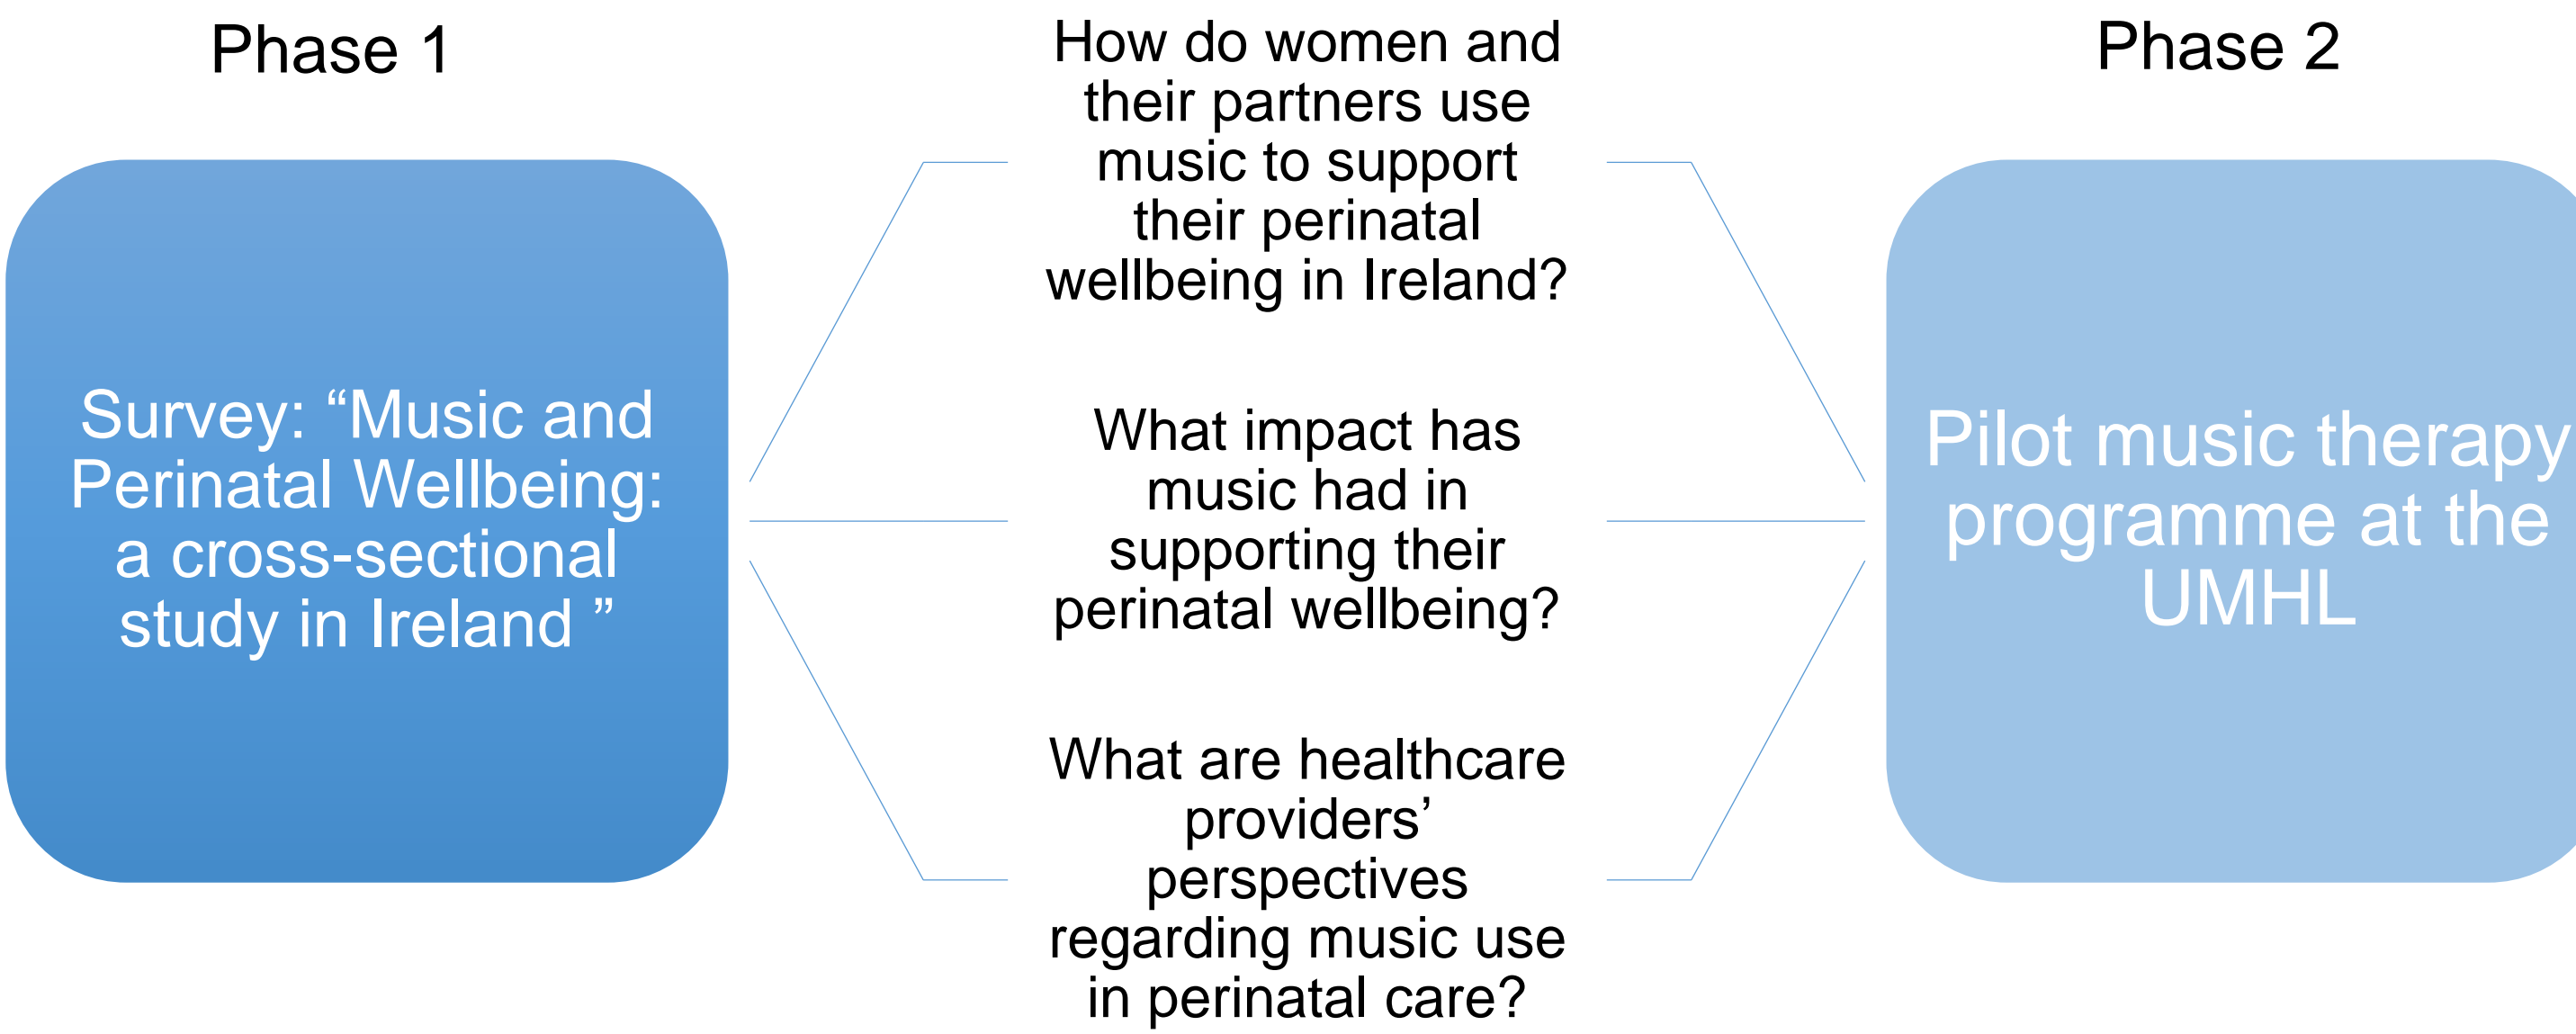 Phase 1
Survey: “Music and
Perinatal Wellbeing:
a cross-sectional
study in Ireland ”
How do women and
their partners use
music to support
their perinatal
wellbeing in Ireland?
What impact has
music had in
supporting their
perinatal wellbeing?
What are healthcare
providers’
perspectives
regarding music use
in perinatal care?
Phase 2
Pilot music therapy
programme at the
UMHL